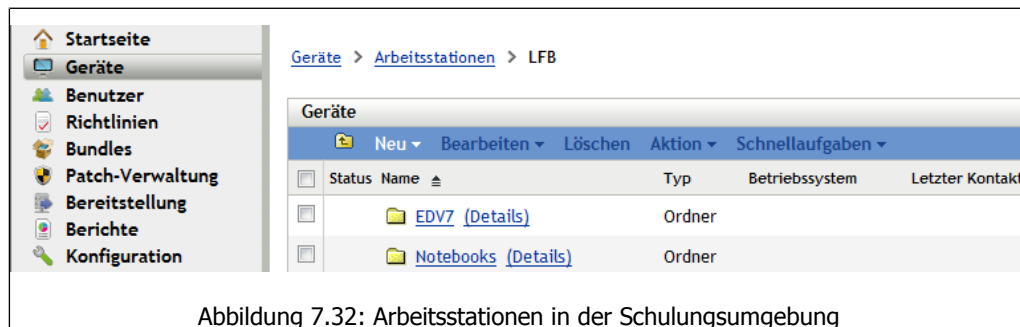 Startseite
Geräte
Benutzer
Richtlinien
Bundles
Patch-Verwaltung
Bereitstellung
Berichte
Konfiguration
Geräte > Arbeitsstationen > LFB
Geräte
Neu Bearbeiten Löschen Aktion Schnellaufgaben
Status Name Typ Betriebssystem Letzter Kontakt
EDV7 (Details) Ordner
Notebooks (Details) Ordner
Abbildung 7.32: Arbeitsstationen in der Schulungsumgebung